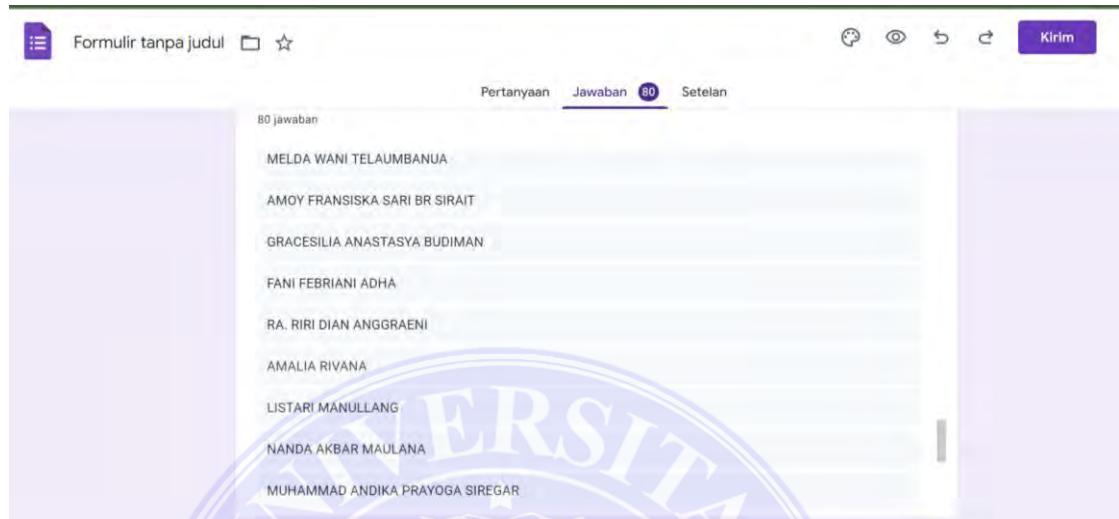 Formulir tanpa judul
Kirim
Pertanyaan Jawaban 80 Setelan
80 jawaban
MELDA WANI TELAUMBANUA
AMOY FRANSISKA SARI BR SIRAIT
GRACESILIA ANASTASYA BUDIMAN
FANI FEBRIANI ADHA
RA. RIRI DIAN ANGGRAENI
AMALIA RIVANA
LISTARI MANULLANG
NANDA AKBAR MAULANA
MUHAMMAD ANDIKA PRAYOGA SIREGAR